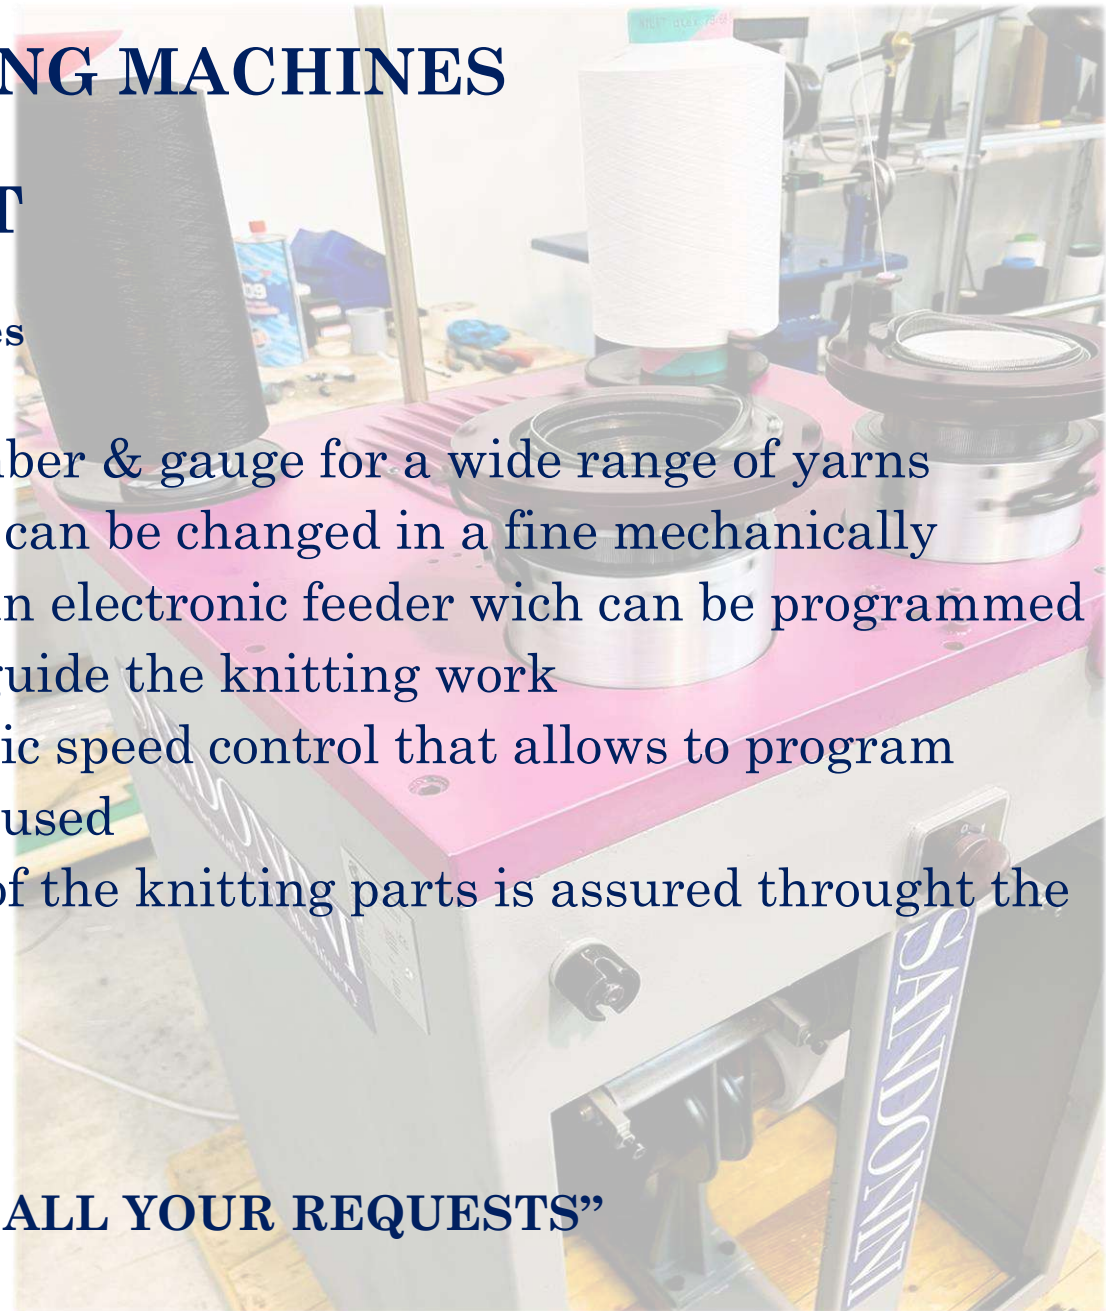 NG MACHINES
T
es
ber & gauge for a wide range of yarns
can be changed in a fine mechanically
n electronic feeder wich can be programmed
guide the knitting work
ic speed control that allows to program
used
of the knitting parts is assured throught the
SANDONINI
ALL YOUR REQUESTS”